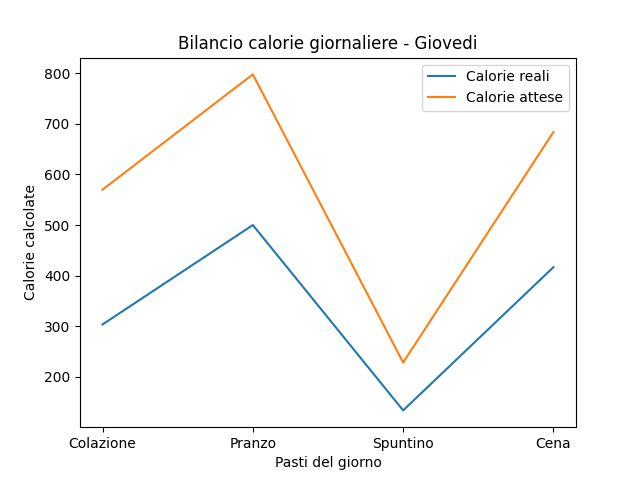 Bilancio calorie giornaliere - Giovedi
Calorie reali
Calorie attese
800
700
600
500
400
300
200
Calorie calcolate
Colazione Pranzo Spuntino Cena
Pasti del giorno